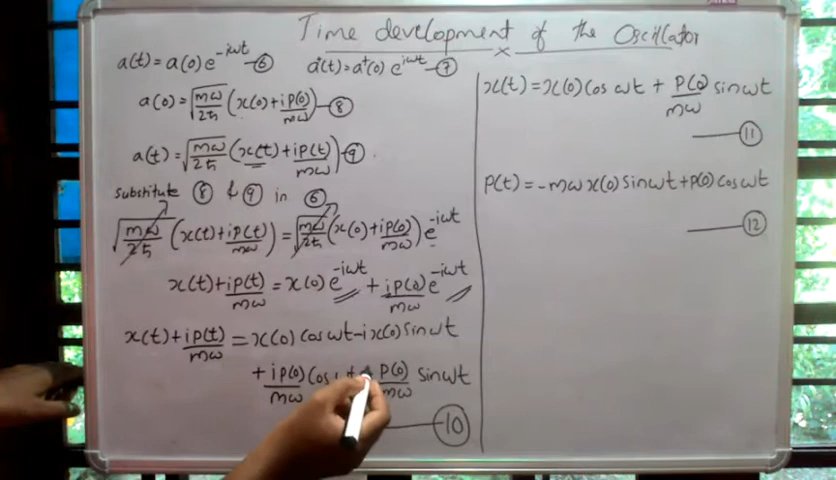 Time development of the Oscillator
a(t) = a(0) e^{-iωt} —⑥ a†(t) = a†(0) e^{iωt} —⑦
a(0) = √(mω/2ħ) (x(0) + ip(0)/mω) —⑧
a(t) = √(mω/2ħ) (x(t) + ip(t)/mω) —⑨
Substitute ⑧ & ⑨ in ⑥
√(mω/2ħ) (x(t) + ip(t)/mω) = √(mω/2ħ) (x(0) + ip(0)/mω) e^{-iωt}
x(t) + ip(t)/mω = x(0) e^{-iωt} + ip(0)/mω e^{-iωt}
x(t) + ip(t)/mω = x(0) cos ωt - i x(0) sin ωt
+ ip(0)/mω P(0)/mω sin ωt
—⑩
x(t) = x(0) cos ωt + P(0)/mω sin ωt
—⑪
P(t) = -mω x(0) sin ωt + p(0) cos ωt
—⑫